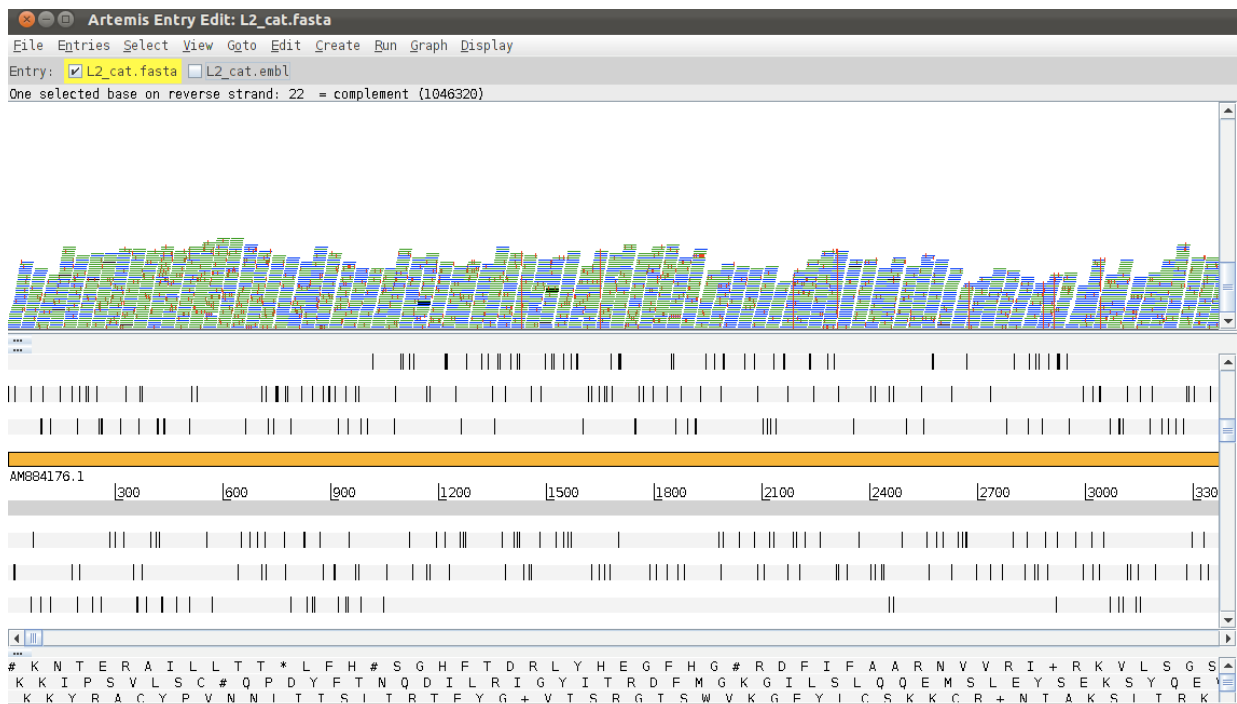 Artemis Entry Edit: L2_cat.fasta
File Entries Select View Goto Edit Create Run Graph Display
Entry: L2_cat.fasta L2_cat.embl
One selected base on reverse strand: 22 = complement (1046320)
AM884176.1
300 600 900 1200 1500 1800 2100 2400 2700 3000 330
# K N T E R A I L L T T * L F H # S G H F T D R L Y H E G F H G # R D F I F A A R N V V R I + R K V L S G S
K K I P S V L S C # Q P D Y F T N Q D I L R I G Y I T R D F M G K G I L S L Q Q E M S L E Y S E K S Y Q E
K K Y R A C Y P V N N L I T S L I R T F Y G + V T S R G T S W V K G F Y L C S K K C R + N T A K S L T R K